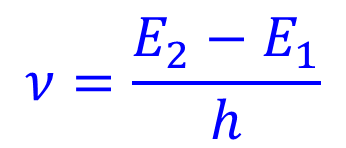 ν = (E₂ − E₁) / h